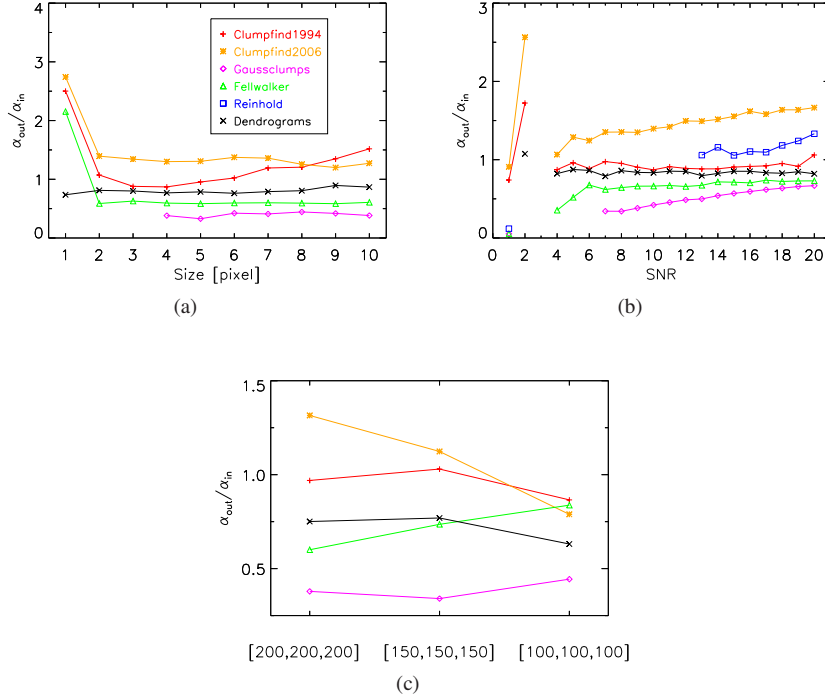 4
3
2
1
0
α_out/α_in
Clumpfind1994
Clumpfind2006
Gaussclumps
Fellwalker
Reinhold
Dendrograms
1 2 3 4 5 6 7 8 9 10
Size [pixel]
(a)
3
2
1
0
α_out/α_in
0 2 4 6 8 10 12 14 16 18 20
SNR
(b)
1.5
1.0
0.5
α_out/α_in
[200,200,200] [150,150,150] [100,100,100]
(c)